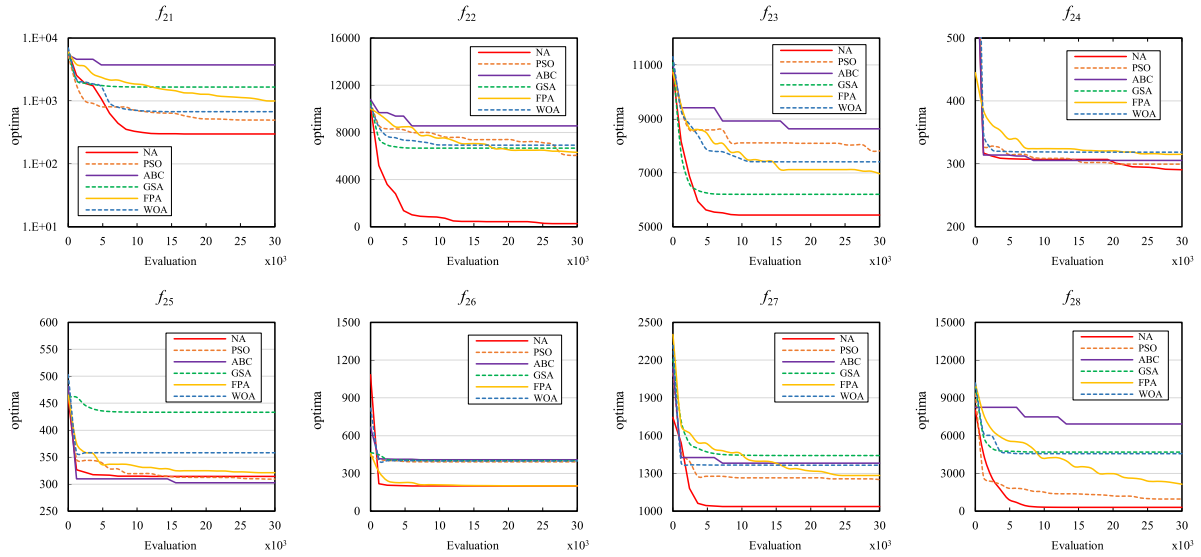 f21
optima
1.E+04
1.E+03
1.E+02
1.E+01
NA
PSO
ABC
GSA
FPA
WOA
0 5 10 15 20 25 30
Evaluation x10³
f22
optima
16000
12000
8000
4000
0
NA
PSO
ABC
GSA
FPA
WOA
0 5 10 15 20 25 30
Evaluation x10³
f23
optima
11000
9000
7000
5000
NA
PSO
ABC
GSA
FPA
WOA
0 5 10 15 20 25 30
Evaluation x10³
f24
optima
500
400
300
200
NA
PSO
ABC
GSA
FPA
WOA
0 5 10 15 20 25 30
Evaluation x10³
f25
optima
600
550
500
450
400
350
300
250
NA
PSO
ABC
GSA
FPA
WOA
0 5 10 15 20 25 30
Evaluation x10³
f26
optima
1500
1200
900
600
300
0
NA
PSO
ABC
GSA
FPA
WOA
0 5 10 15 20 25 30
Evaluation x10³
f27
optima
2500
2200
1900
1600
1300
1000
NA
PSO
ABC
GSA
FPA
WOA
0 5 10 15 20 25 30
Evaluation x10³
f28
optima
15000
12000
9000
6000
3000
0
NA
PSO
ABC
GSA
FPA
WOA
0 5 10 15 20 25 30
Evaluation x10³